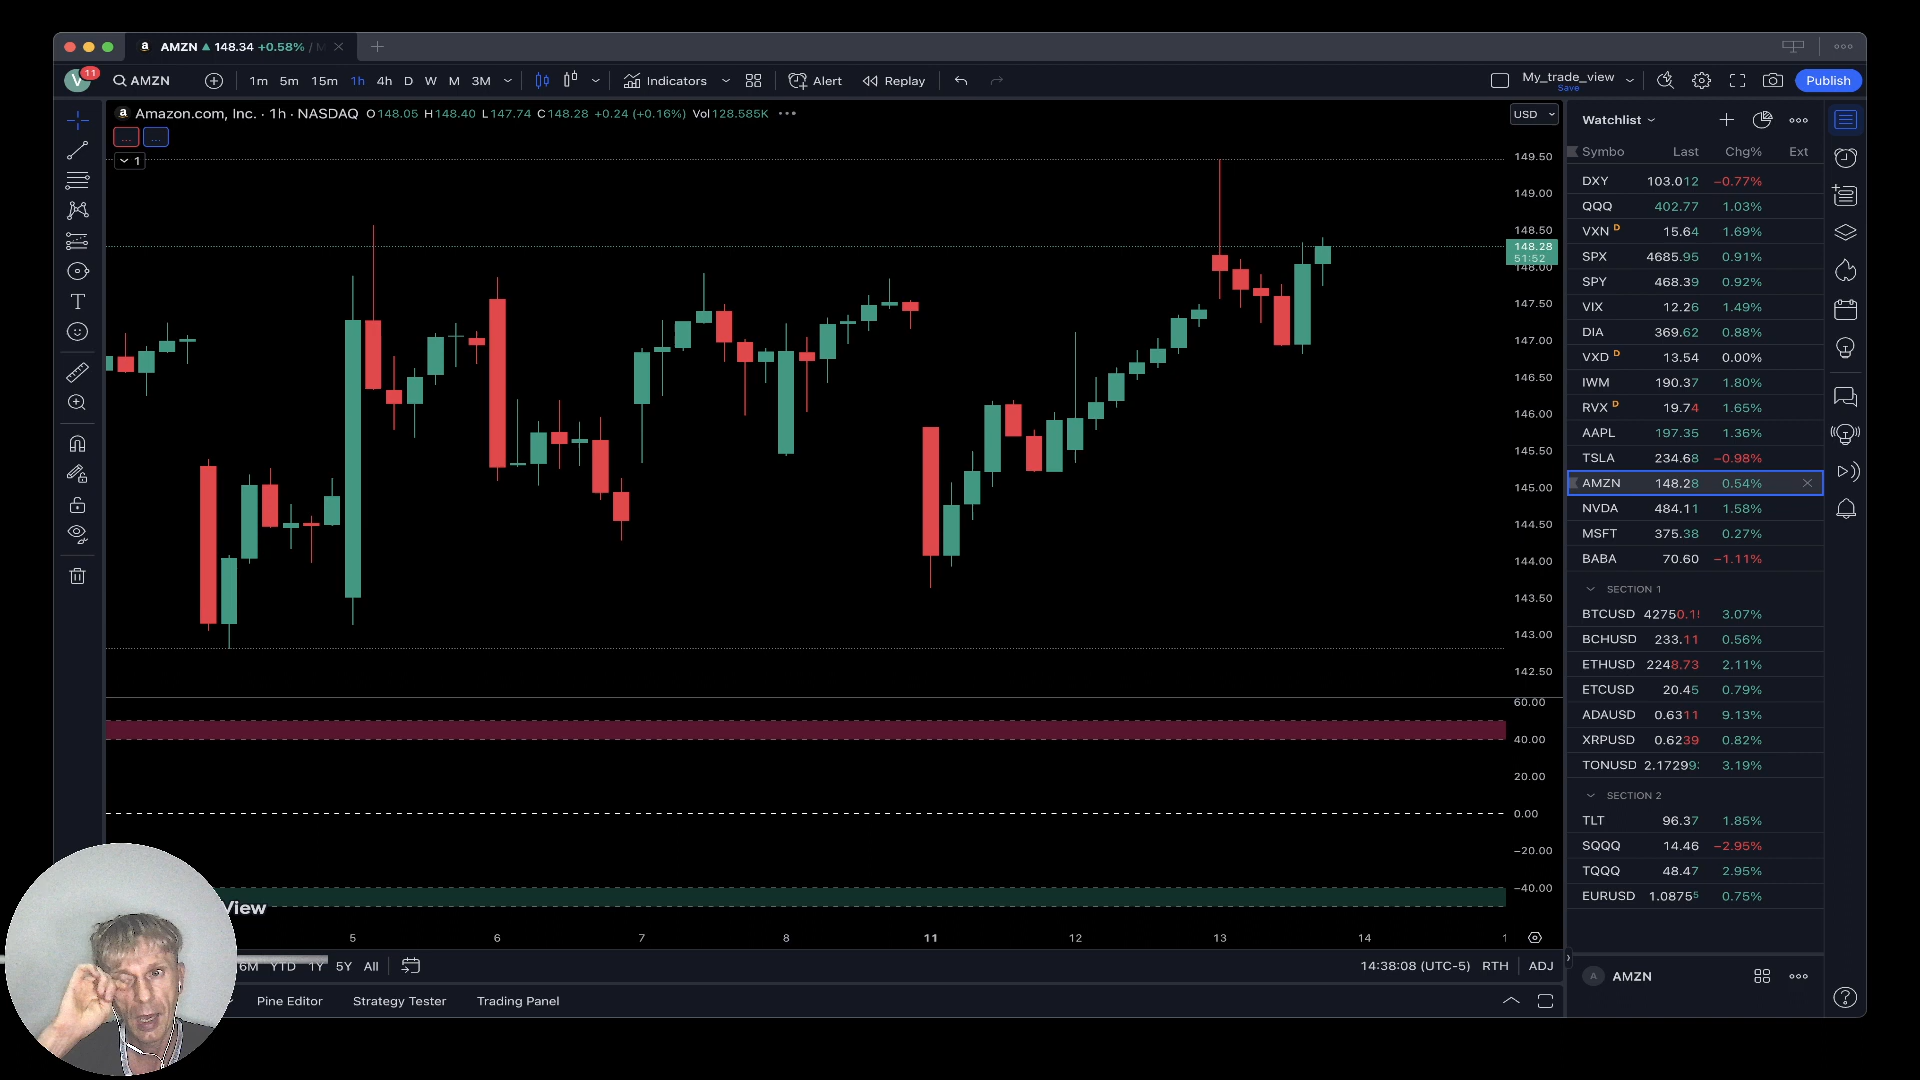 a AMZN 148.34 +0.58% /
V 11 AMZN 1m 5m 15m 1h 4h D W M 3M Indicators Alert Replay My_trade_view Save Publish
a Amazon.com, Inc. · 1h · NASDAQ O148.05 H148.40 L147.74 C148.28 +0.24 (+0.16%) Vol128.585K ...
... ...
1
USD
149.50
149.00
148.50
148.28
51:52
148.00
147.50
147.00
146.50
146.00
145.50
145.00
144.50
144.00
143.50
143.00
142.50
60.00
40.00
20.00
0.00
−20.00
−40.00
View
5 6 7 8 11 12 13 14 1
6M YTD 1Y 5Y All 14:38:08 (UTC-5) RTH ADJ
Pine Editor Strategy Tester Trading Panel
Watchlist
Symbo Last Chg% Ext
DXY 103.012 −0.77%
QQQ 402.77 1.03%
VXN D 15.64 1.69%
SPX 4685.95 0.91%
SPY 468.39 0.92%
VIX 12.26 1.49%
DIA 369.62 0.88%
VXD D 13.54 0.00%
IWM 190.37 1.80%
RVX D 19.74 1.65%
AAPL 197.35 1.36%
TSLA 234.68 −0.98%
AMZN 148.28 0.54%
NVDA 484.11 1.58%
MSFT 375.38 0.27%
BABA 70.60 −1.11%
SECTION 1
BTCUSD 42750.1 3.07%
BCHUSD 233.11 0.56%
ETHUSD 2248.73 2.11%
ETCUSD 20.45 0.79%
ADAUSD 0.6311 9.13%
XRPUSD 0.6239 0.82%
TONUSD 2.17299 3.19%
SECTION 2
TLT 96.37 1.85%
SQQQ 14.46 −2.95%
TQQQ 48.47 2.95%
EURUSD 1.08755 0.75%
A AMZN